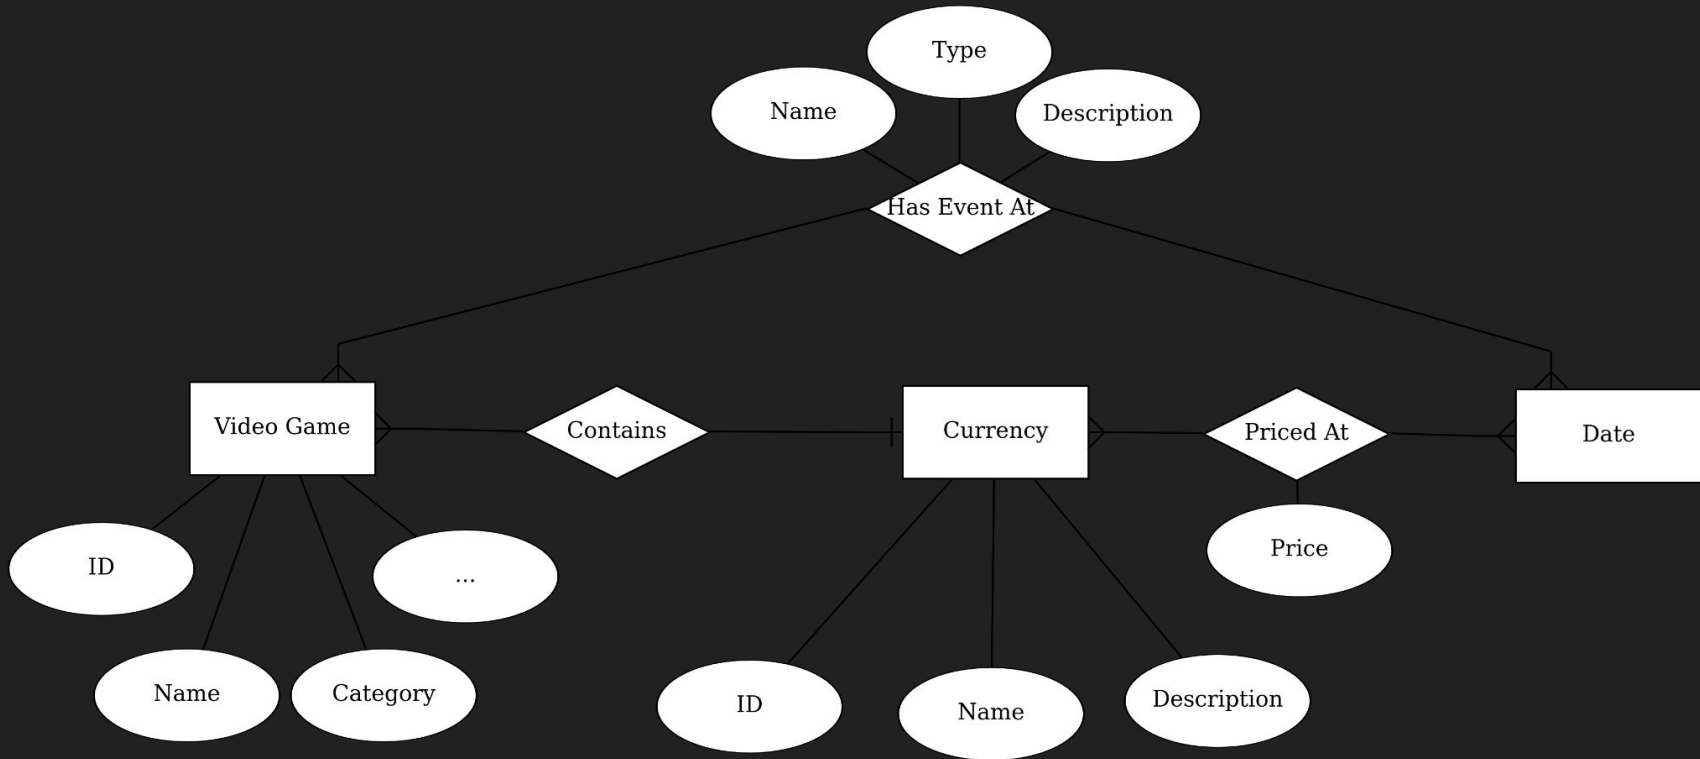 Type
Name
Description
Has Event At
Video Game
Contains
Currency
Priced At
Date
Price
ID
...
Name
Category
ID
Name
Description